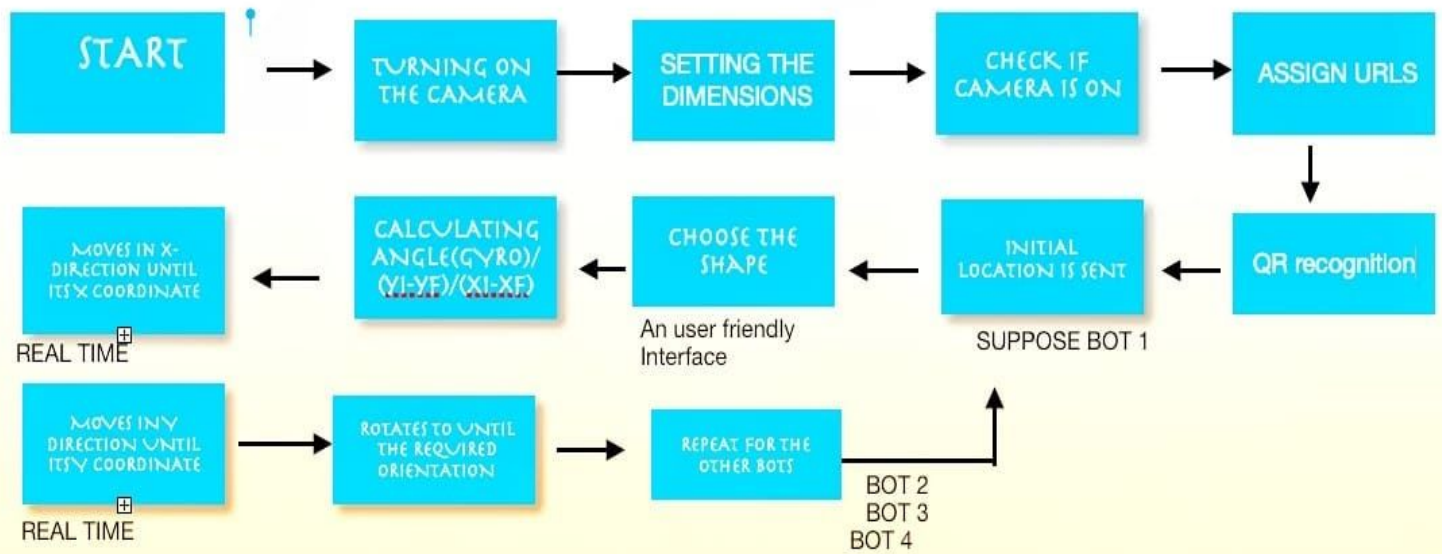 START
TURNING ON
THE CAMERA
SETTING THE
DIMENSIONS
CHECK IF
CAMERA IS ON
ASSIGN URLS
QR recognition
INITIAL
LOCATION IS SENT
SUPPOSE BOT 1
CHOOSE THE
SHAPE
An user friendly
Interface
CALCULATING
ANGLE(GYRO)/
(YI-YF)/(XI-XF)
MOVES IN X-
DIRECTION UNTIL
ITS X COORDINATE
REAL TIME
MOVES IN Y
DIRECTION UNTIL
ITS Y COORDINATE
REAL TIME
ROTATES TO UNTIL
THE REQUIRED
ORIENTATION
REPEAT FOR THE
OTHER BOTS
BOT 2
BOT 3
BOT 4